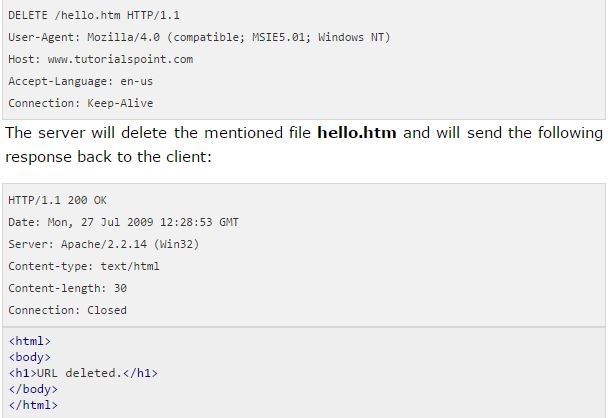 DELETE /hello.htm HTTP/1.1
User-Agent: Mozilla/4.0 (compatible; MSIE5.01; Windows NT)
Host: www.tutorialspoint.com
Accept-Language: en-us
Connection: Keep-Alive
The server will delete the mentioned file hello.htm and will send the following
response back to the client:
HTTP/1.1 200 OK
Date: Mon, 27 Jul 2009 12:28:53 GMT
Server: Apache/2.2.14 (Win32)
Content-type: text/html
Content-length: 30
Connection: Closed
<html>
<body>
<h1>URL deleted.</h1>
</body>
</html>